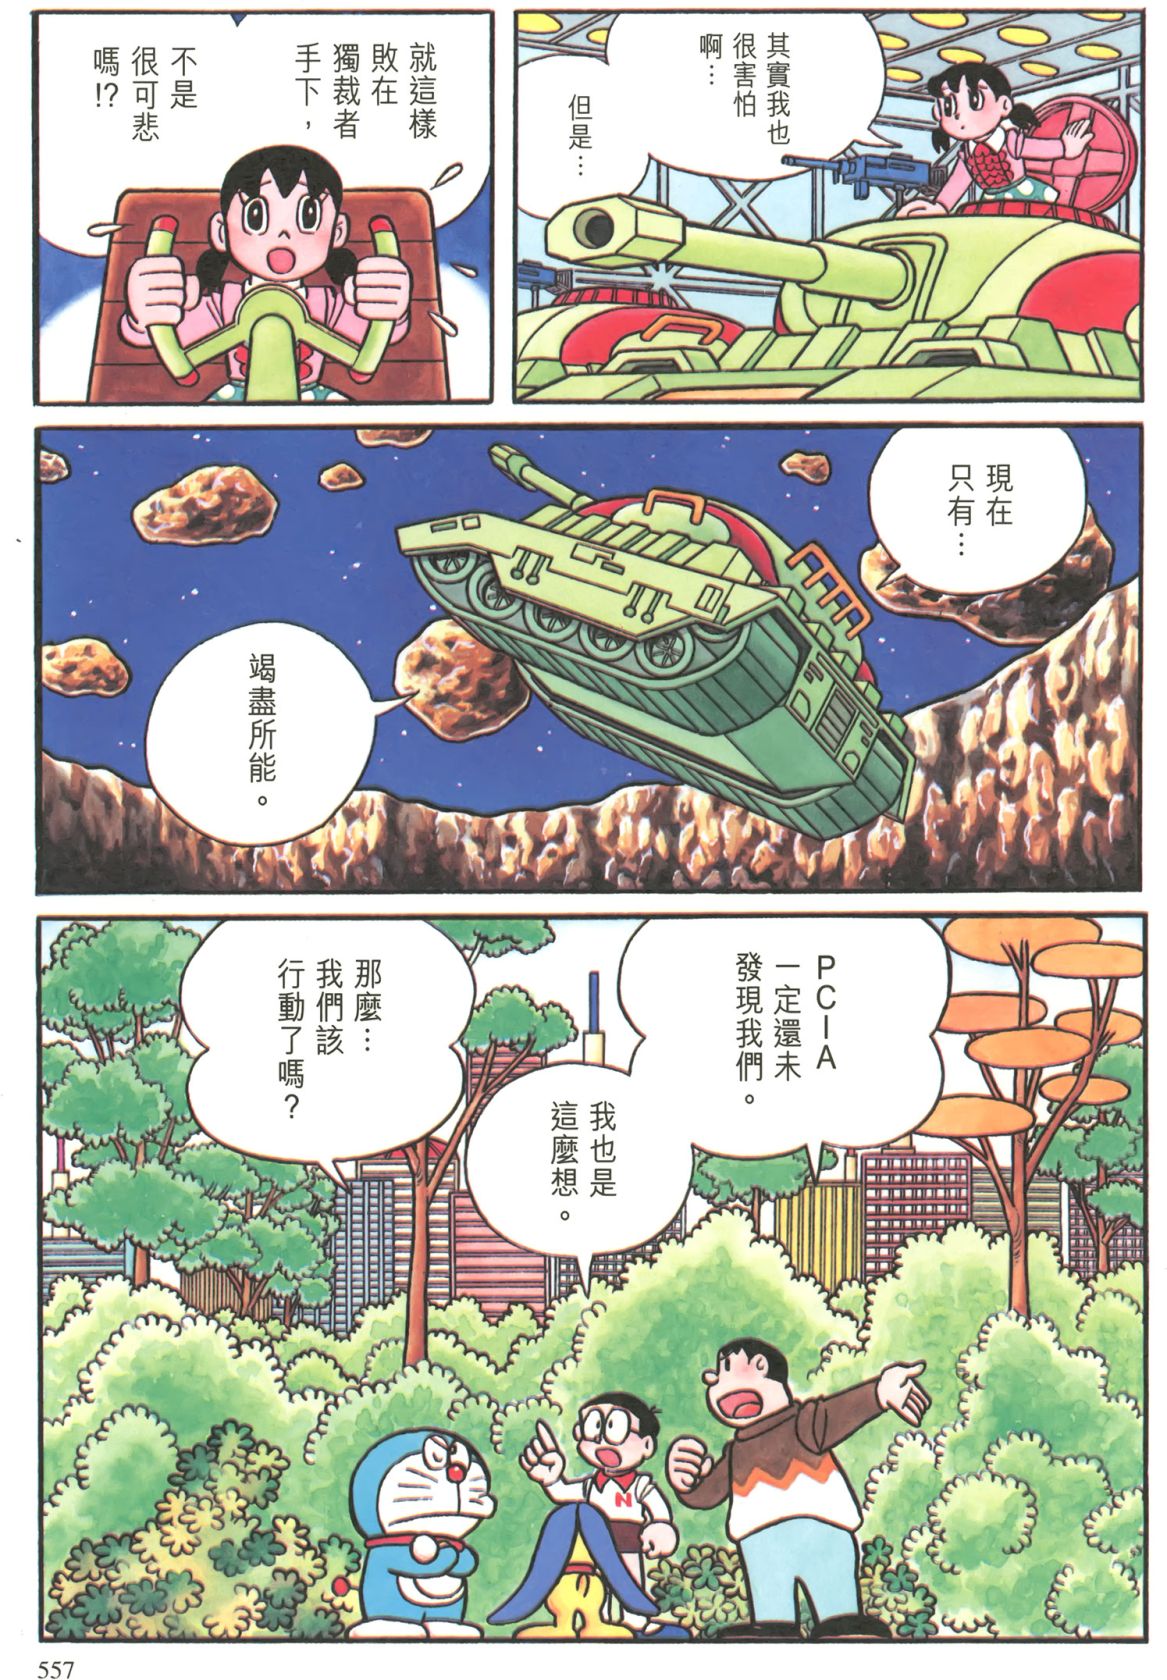 其實我也
很害怕
啊…
但是…
就這樣
敗在
獨裁者
手下，
不是
很可悲
嗎!?
現在
只有…
竭盡所能。
PCIA
一定還未
發現我們。
我也是
這麼想。
那麼…
我們該
行動了嗎？
N
557